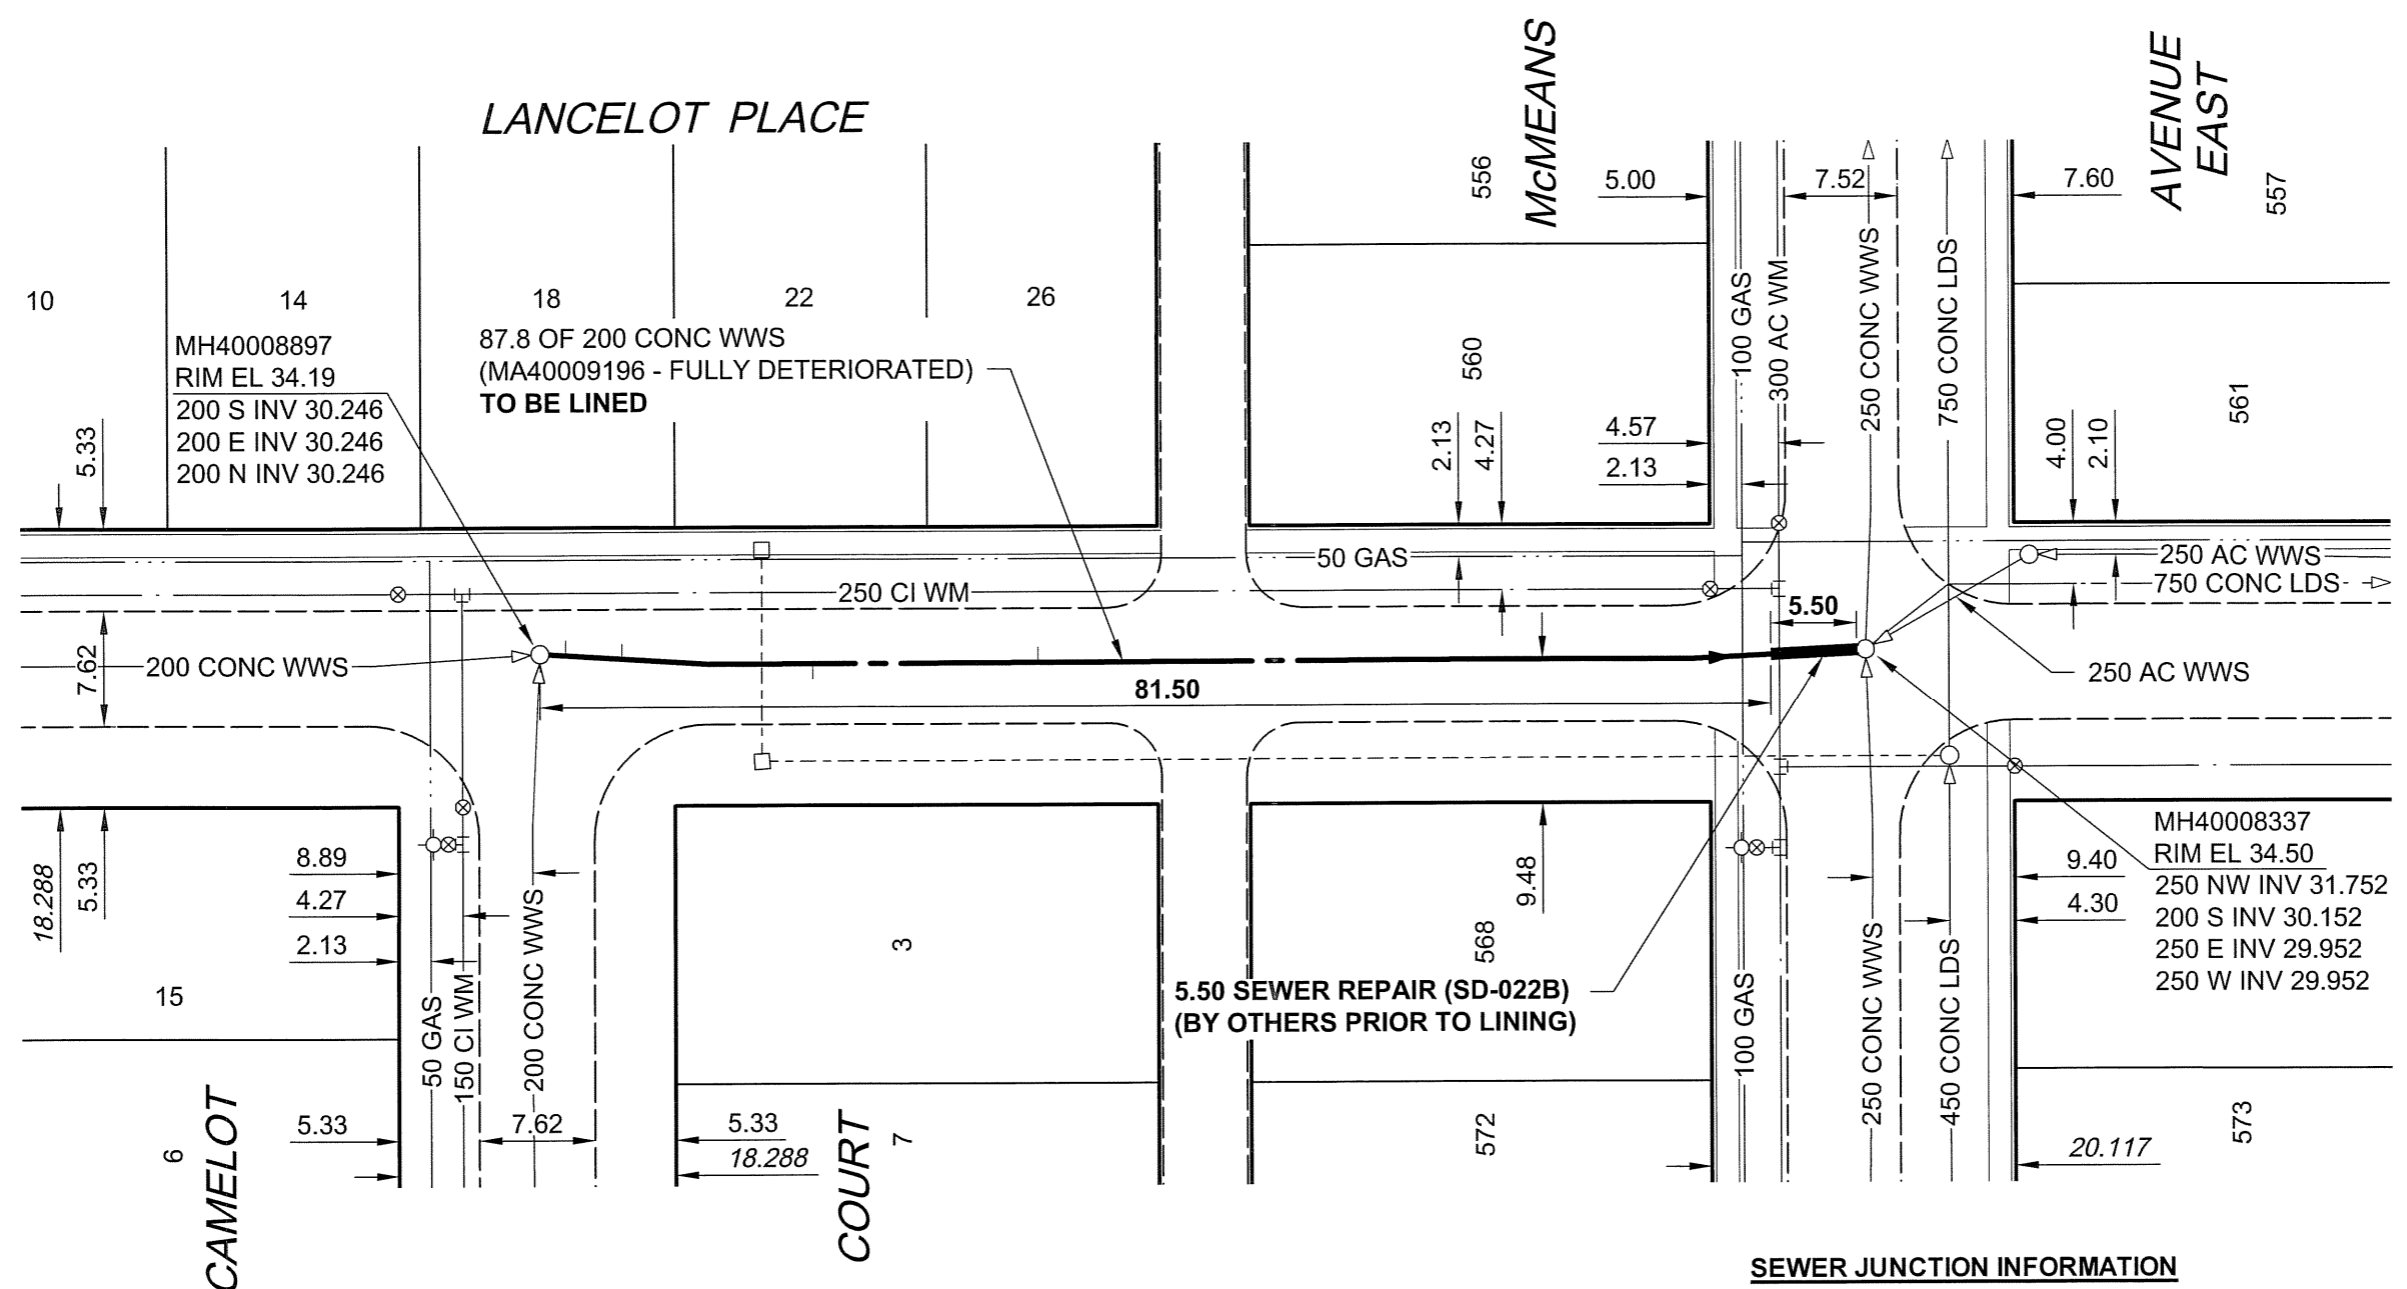 LANCELOT PLACE
McMEANS
AVENUE
EAST
10
14
18
22
26
556
560
557
561
5.00
7.52
7.60
MH40008897
RIM EL 34.19
200 S INV 30.246
200 E INV 30.246
200 N INV 30.246
87.8 OF 200 CONC WWS
(MA40009196 - FULLY DETERIORATED)
TO BE LINED
5.33
2.13
4.27
4.57
2.13
100 GAS
300 AC WM
250 CONC WWS
750 CONC LDS
4.00
2.10
50 GAS
250 CI WM
250 AC WWS
750 CONC LDS
5.50
7.62
200 CONC WWS
81.50
250 AC WWS
18.288
5.33
8.89
4.27
2.13
15
50 GAS
150 CI WM
200 CONC WWS
3
9.48
568
5.50 SEWER REPAIR (SD-022B)
(BY OTHERS PRIOR TO LINING)
100 GAS
250 CONC WWS
450 CONC LDS
9.40
4.30
MH40008337
RIM EL 34.50
250 NW INV 31.752
200 S INV 30.152
250 E INV 29.952
250 W INV 29.952
6
CAMELOT
5.33
7.62
5.33
18.288
COURT
7
572
20.117
573
SEWER JUNCTION INFORMATION